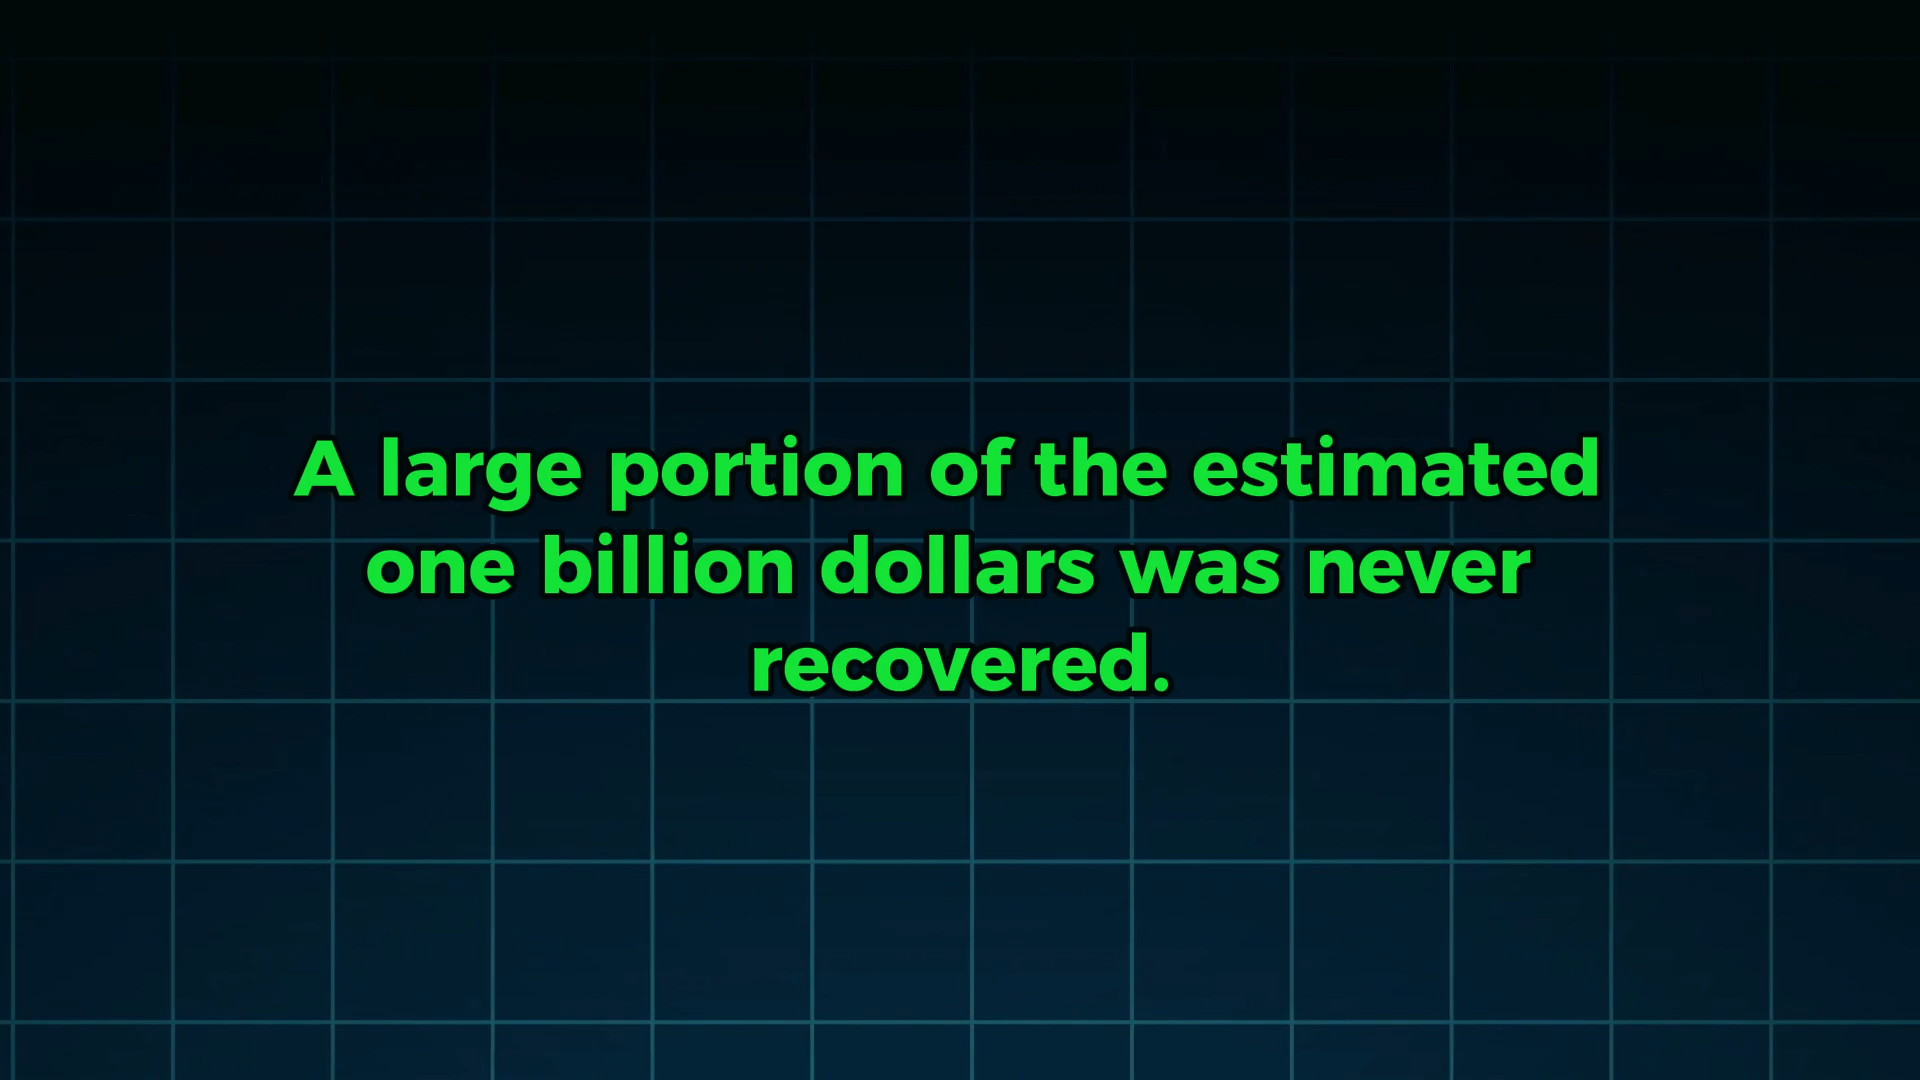 A large portion of the estimated
one billion dollars was never
recovered.